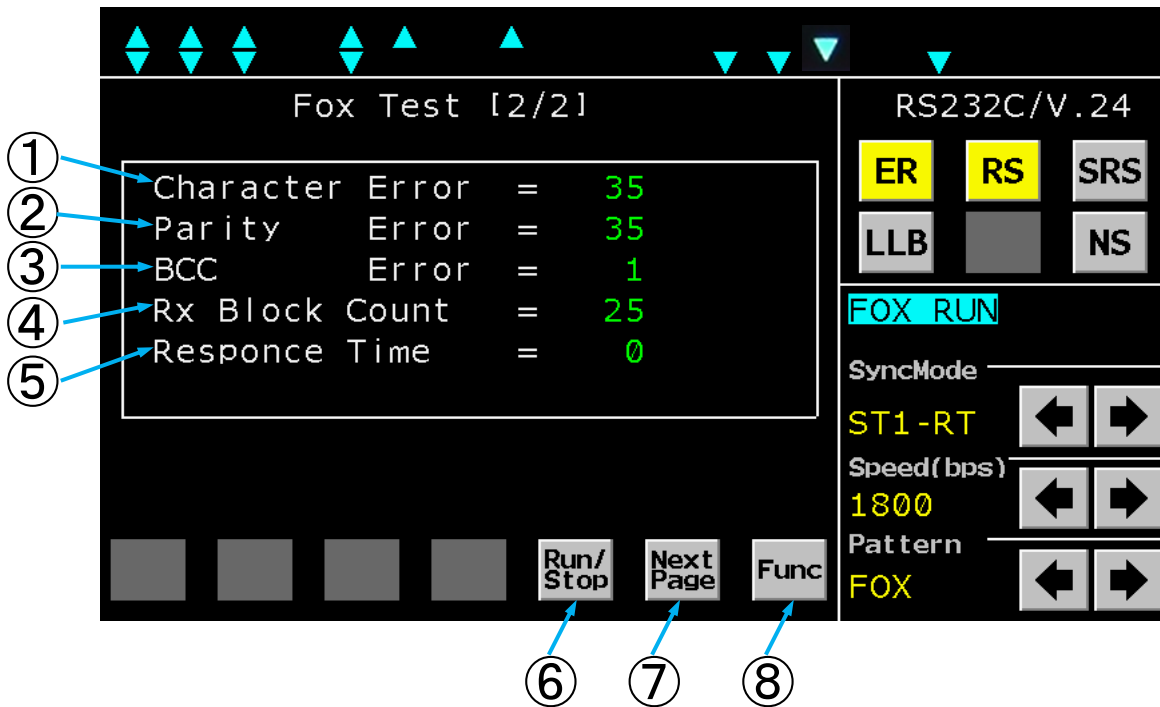 Fox Test [2/2]
① Character Error = 35
② Parity Error = 35
③ BCC Error = 1
④ Rx Block Count = 25
⑤ Responce Time = 0
RS232C/V.24
ER RS SRS
LLB NS
FOX RUN
SyncMode
ST1-RT
Speed(bps)
1800
Pattern
FOX
Run/
Stop
Next
Page
Func
⑥ ⑦ ⑧